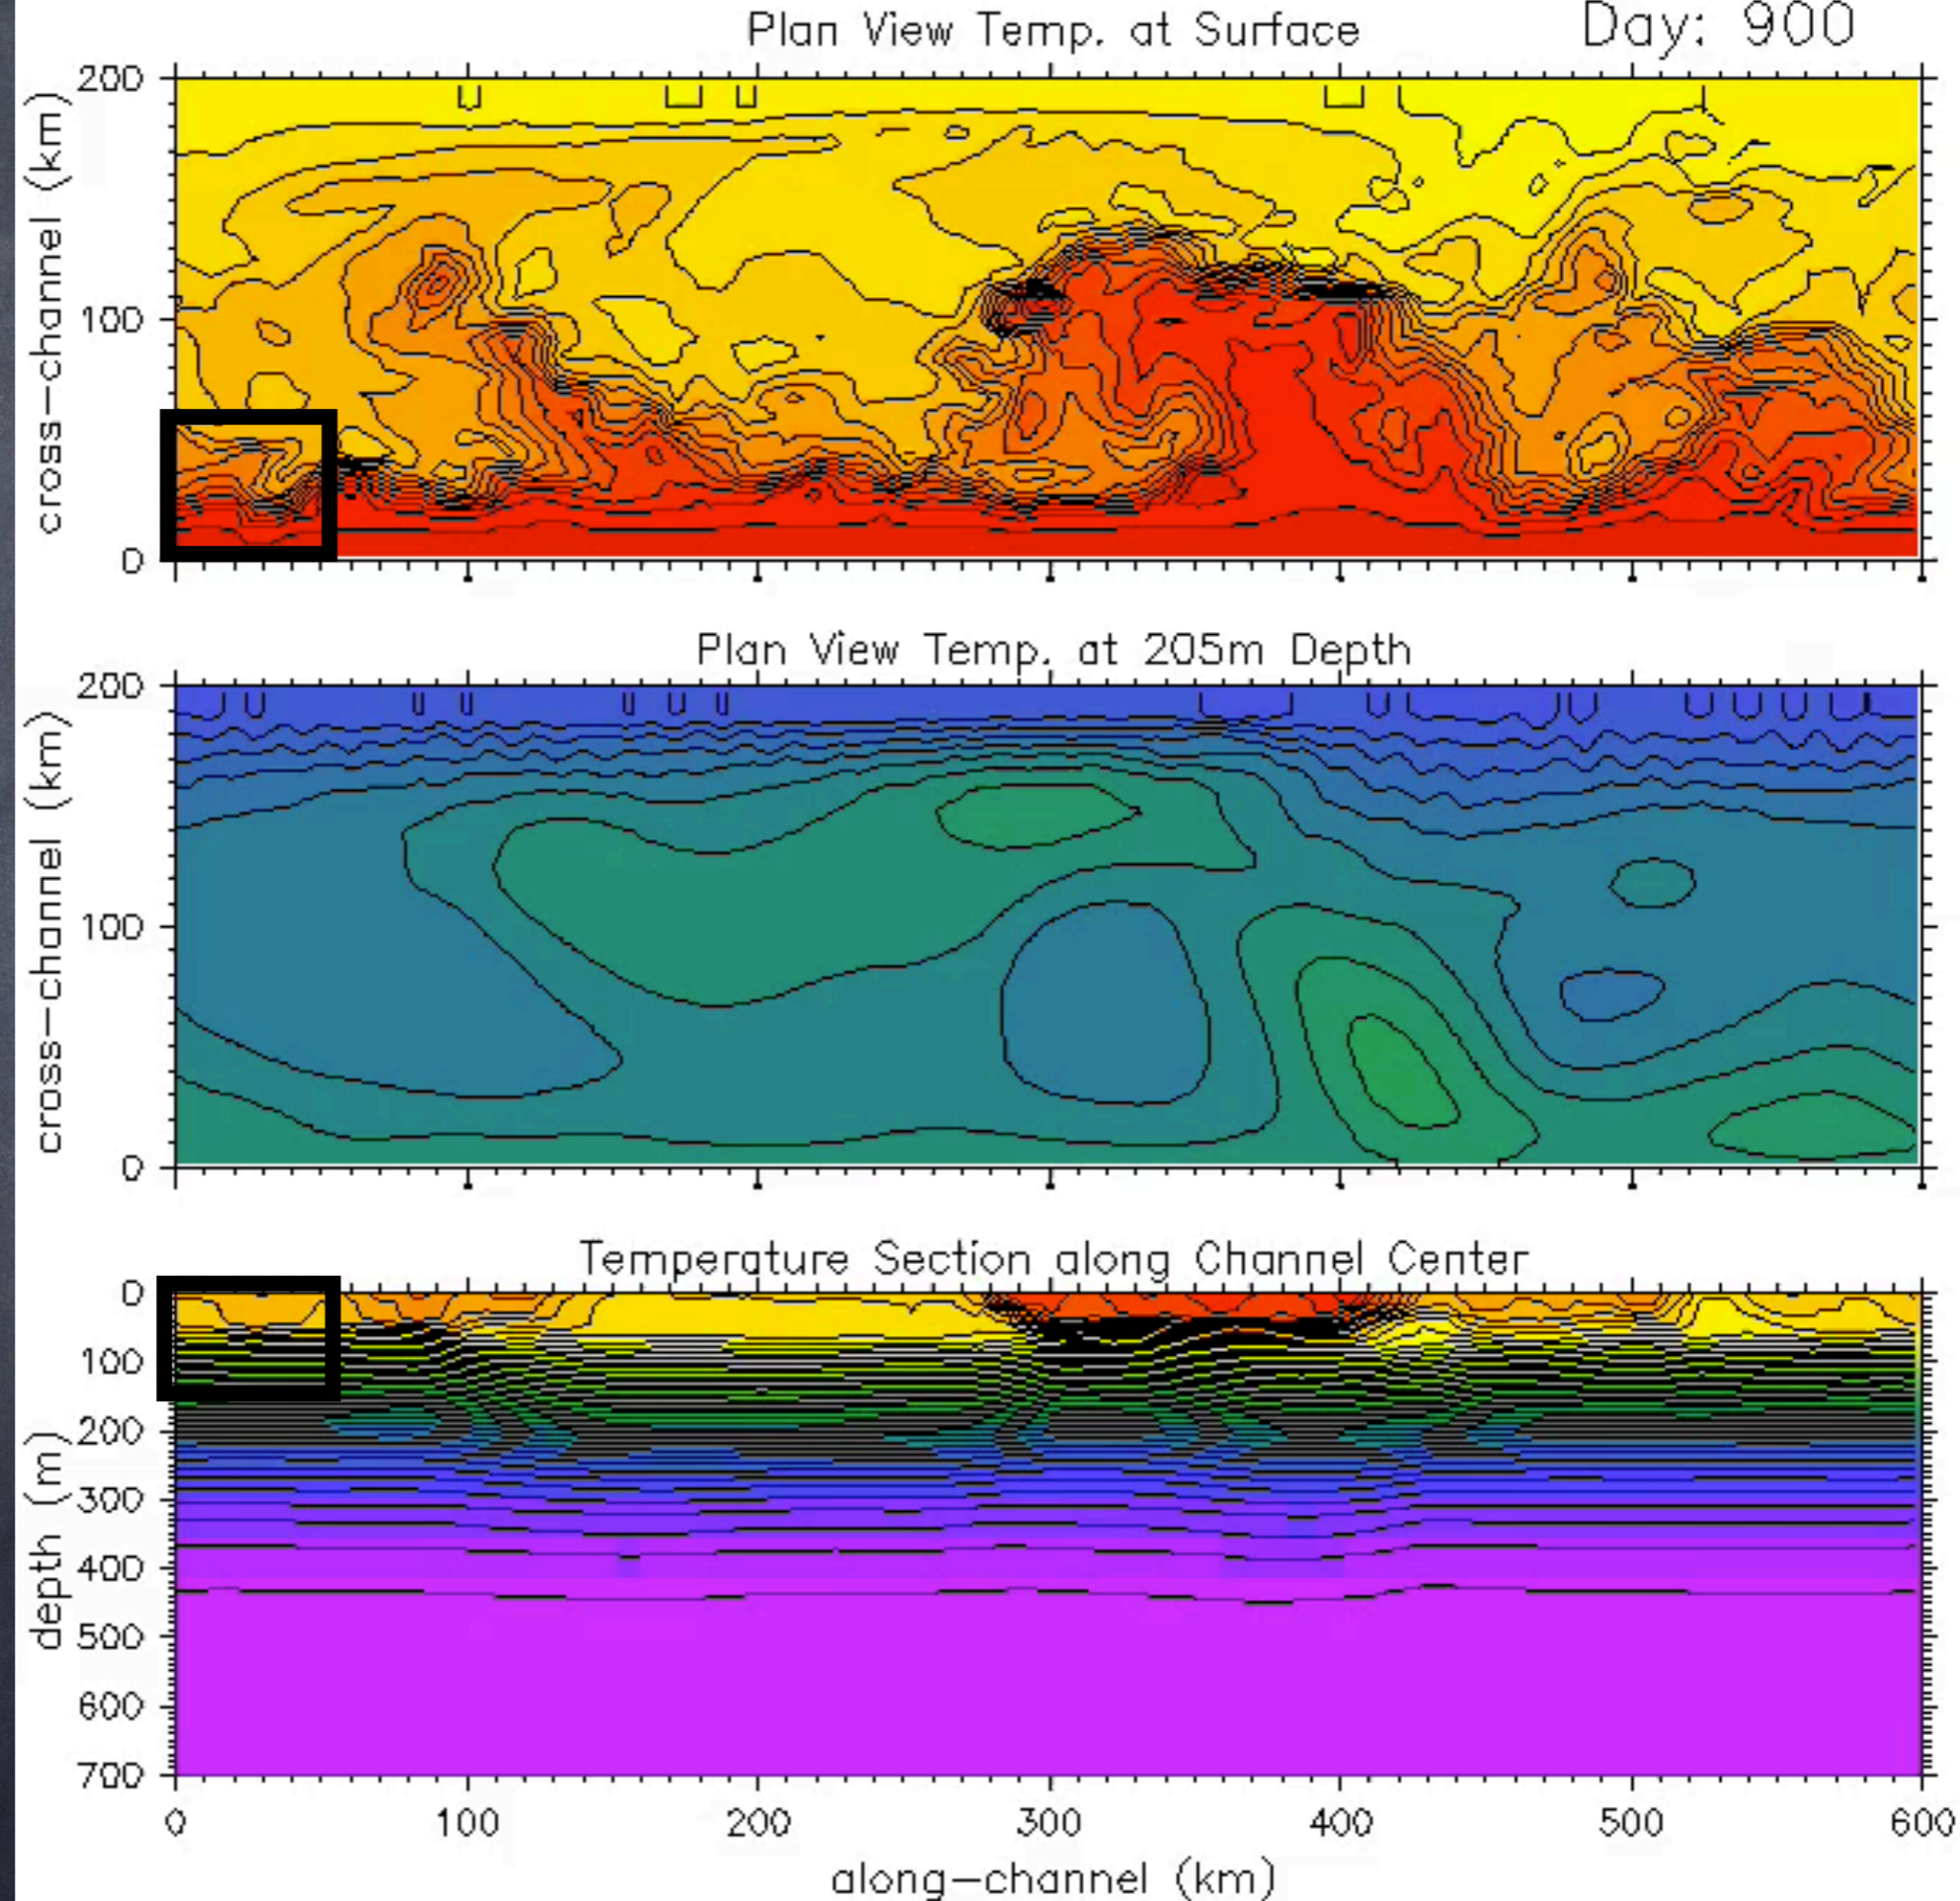 Plan View Temp. at Surface
Day: 900
200
100
0
cross-channel (km)
Plan View Temp. at 205m Depth
200
100
0
cross-channel (km)
Temperature Section along Channel Center
0
100
200
300
400
500
600
700
depth (m)
0 100 200 300 400 500 600
along-channel (km)